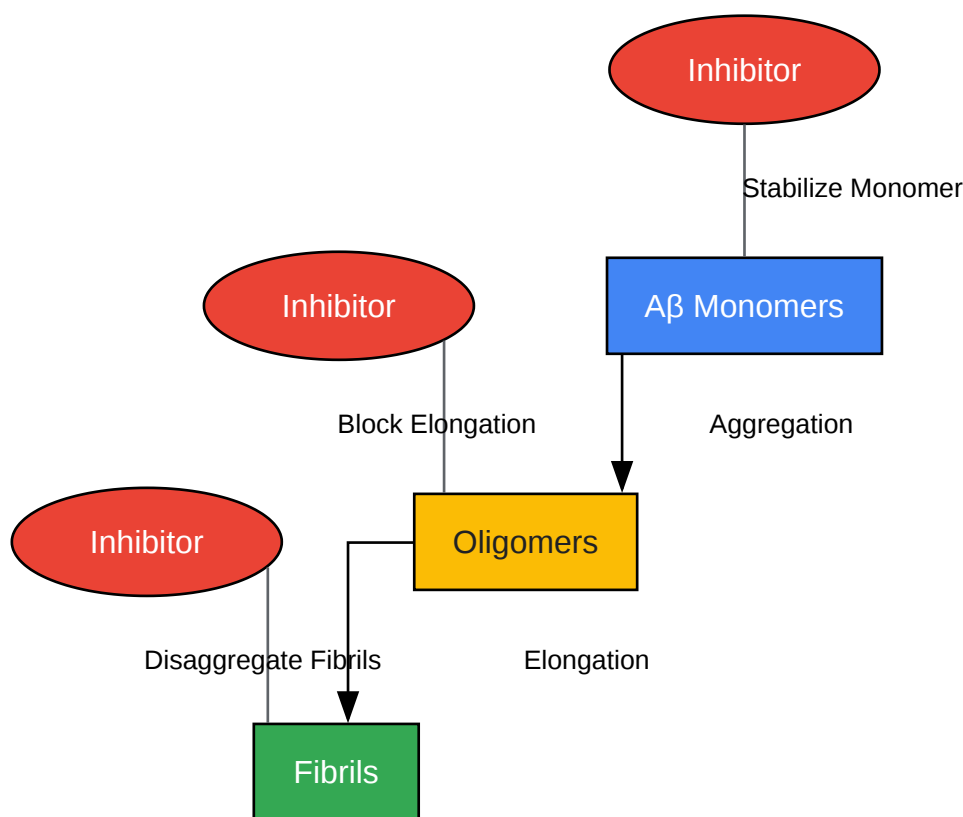 Inhibitor
Stabilize Monomer
Inhibitor
Aβ Monomers
Block Elongation
Aggregation
Inhibitor
Oligomers
Disaggregate Fibrils
Elongation
Fibrils